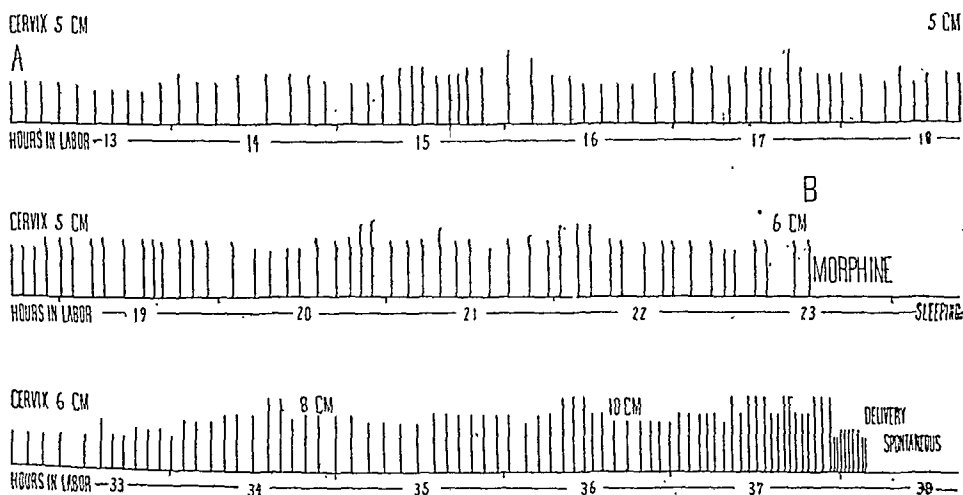 CERVIX 5 CM 5 CM
A
HOURS IN LABOR 13 14 15 16 17 18
B
CERVIX 5 CM 6 CM
MORPHINE
HOURS IN LABOR 19 20 21 22 23 SLEEPING
CERVIX 6 CM 8 CM 10 CM
DELIVERY
SPONTANEOUS
HOURS IN LABOR 33 34 35 36 37 38